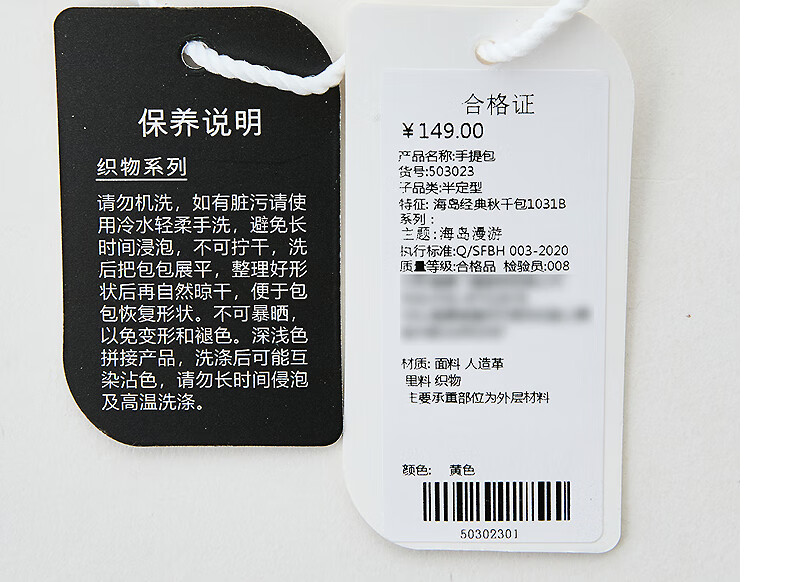 保养说明
织物系列
请勿机洗，如有脏污请使
用冷水轻柔手洗，避免长
时间浸泡，不可拧干，洗
后把包包展平，整理好形
状后再自然晾干，便于包
包恢复形状。不可暴晒，
以免变形和褪色。深浅色
拼接产品，洗涤后可能互
染沾色，请勿长时间浸泡
及高温洗涤。
合格证
￥149.00
产品名称:手提包
货号:503023
子品类:半定型
特征: 海岛经典秋千包1031B
系列：
主题:海岛漫游
执行标准:Q/SFBH 003-2020
质量等级:合格品 检验员:008
材质: 面料 人造革
里料 织物
主要承重部位为外层材料
颜色: 黄色
50302301